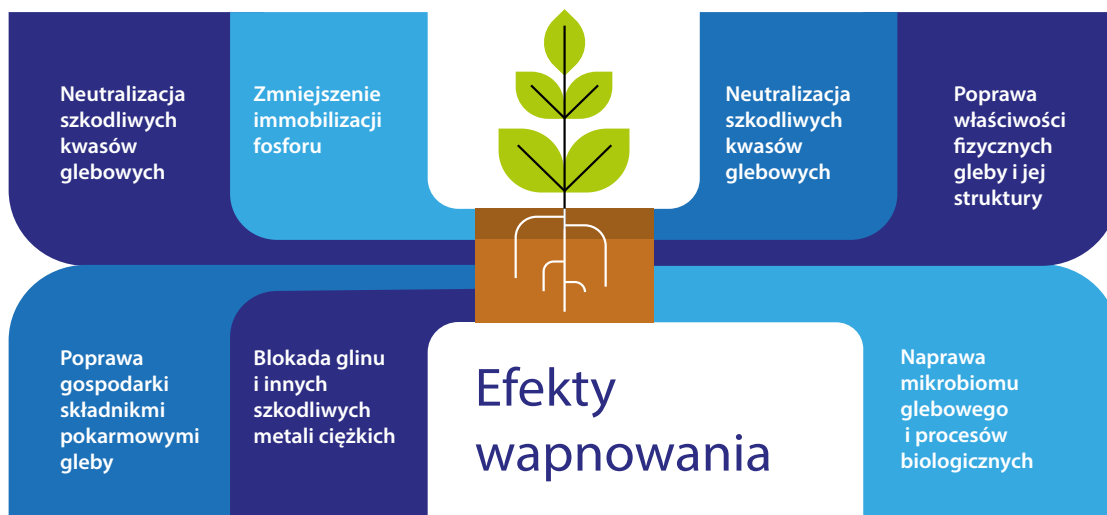 Neutralizacja
szkodliwych
kwasów
glebowych
Zmniejszenie
immobilizacji
fosforu
Neutralizacja
szkodliwych
kwasów
glebowych
Poprawa
właściwości
fizycznych
gleby i jej
struktury
Poprawa
gospodarki
składnikmi
pokarmowymi
gleby
Blokada glinu
i innych
szkodliwych
metali ciężkich
Efekty
wapnowania
Naprawa
mikrobiomu
glebowego
i procesów
biologicznych